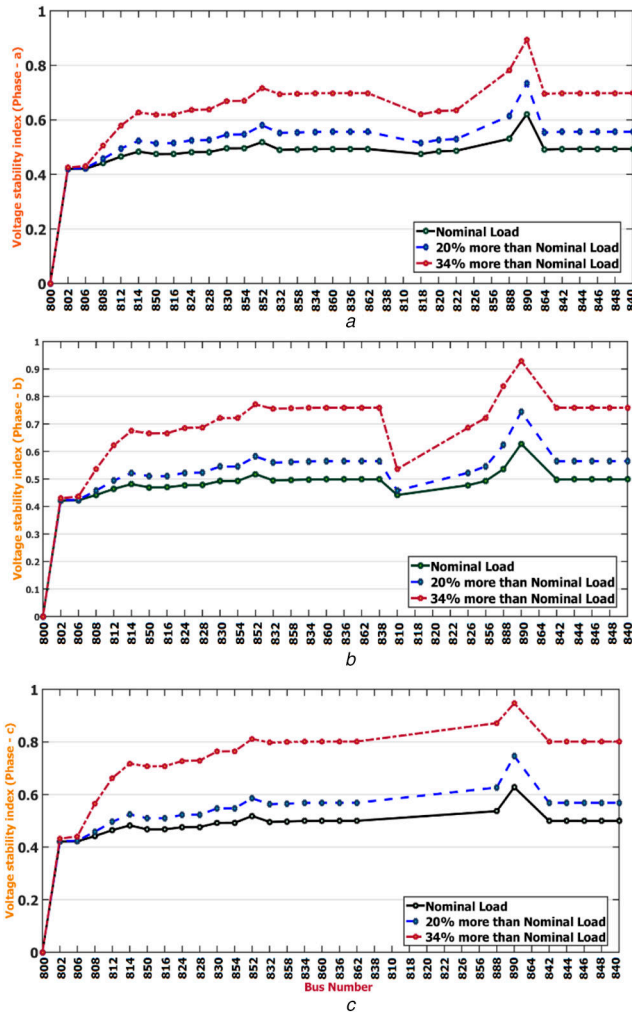 Voltage stability index (Phase - a)
1
0.8
0.6
0.4
0.2
0
Nominal Load
20% more than Nominal Load
34% more than Nominal Load
800 802 806 808 812 814 850 816 824 828 830 854 852 832 858 834 860 836 862 838 810 818 820 822 826 856 888 890 864 842 844 846 848 840
a
Voltage stability index (Phase - b)
1
0.9
0.8
0.7
0.6
0.5
0.4
0.3
0.2
0.1
0
Nominal Load
20% more than Nominal Load
34% more than Nominal Load
800 802 806 808 812 814 850 816 824 828 830 854 852 832 858 834 860 836 862 838 810 818 820 822 826 856 888 890 864 842 844 846 848 840
b
Voltage stability index (Phase - c)
1
0.8
0.6
0.4
0.2
0
Nominal Load
20% more than Nominal Load
34% more than Nominal Load
800 802 806 808 812 814 850 816 824 828 830 854 852 832 858 834 860 836 862 838 810 818 820 822 826 856 888 890 864 842 844 846 848 840
Bus Number
c